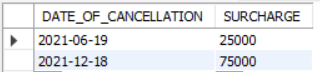 DATE_OF_CANCELLATION SURCHARGE
2021-06-19 25000
2021-12-18 75000